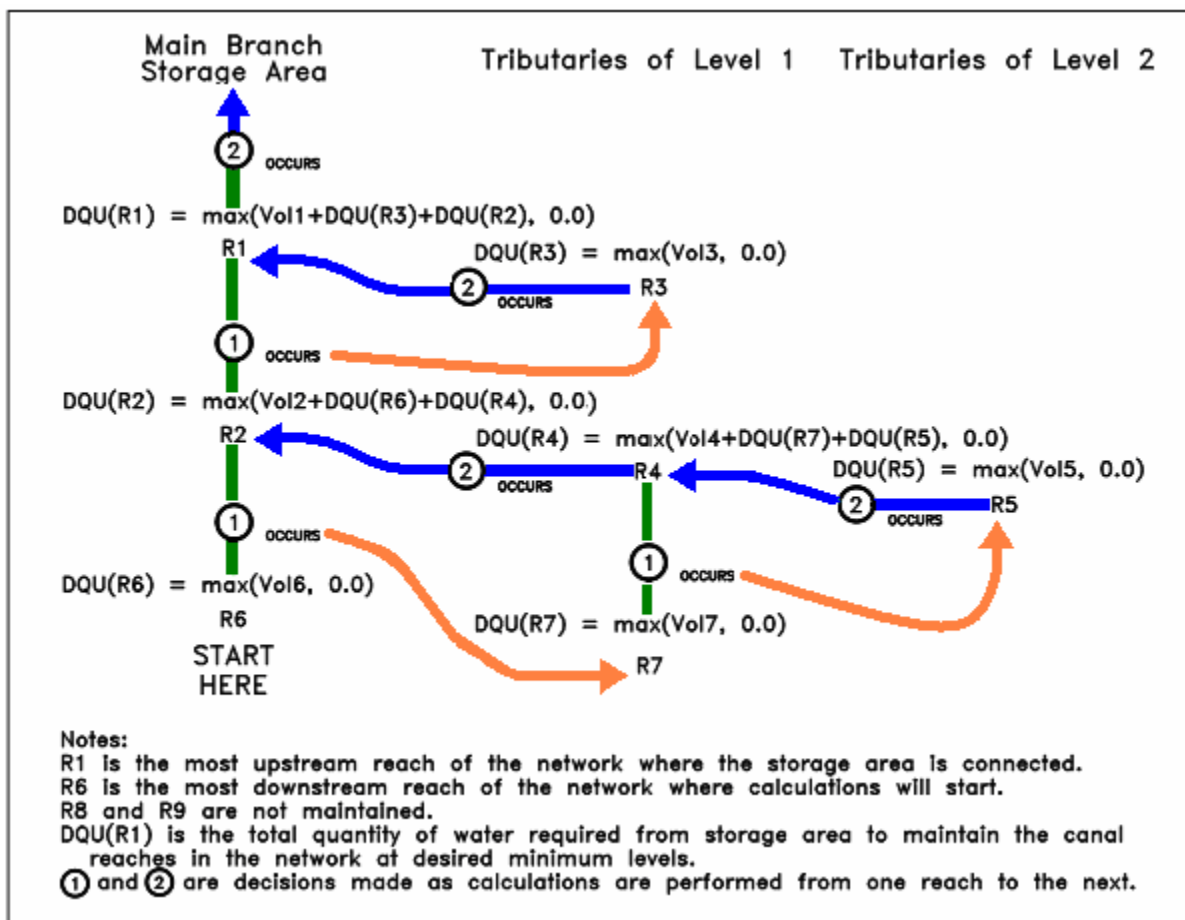 Main Branch
Storage Area
Tributaries of Level 1
Tributaries of Level 2
2 OCCURS
DQU(R1) = max(Vol1+DQU(R3)+DQU(R2), 0.0)
R1
DQU(R3) = max(Vol3, 0.0)
2 OCCURS
R3
1 OCCURS
DQU(R2) = max(Vol2+DQU(R6)+DQU(R4), 0.0)
R2
DQU(R4) = max(Vol4+DQU(R7)+DQU(R5), 0.0)
DQU(R5) = max(Vol5, 0.0)
2 OCCURS
R4
2 OCCURS
R5
1 OCCURS
1 OCCURS
DQU(R6) = max(Vol6, 0.0)
R6
START
HERE
DQU(R7) = max(Vol7, 0.0)
R7
Notes:
R1 is the most upstream reach of the network where the storage area is connected.
R6 is the most downstream reach of the network where calculations will start.
R8 and R9 are not maintained.
DQU(R1) is the total quantity of water required from storage area to maintain the canal
reaches in the network at desired minimum levels.
1 and 2 are decisions made as calculations are performed from one reach to the next.